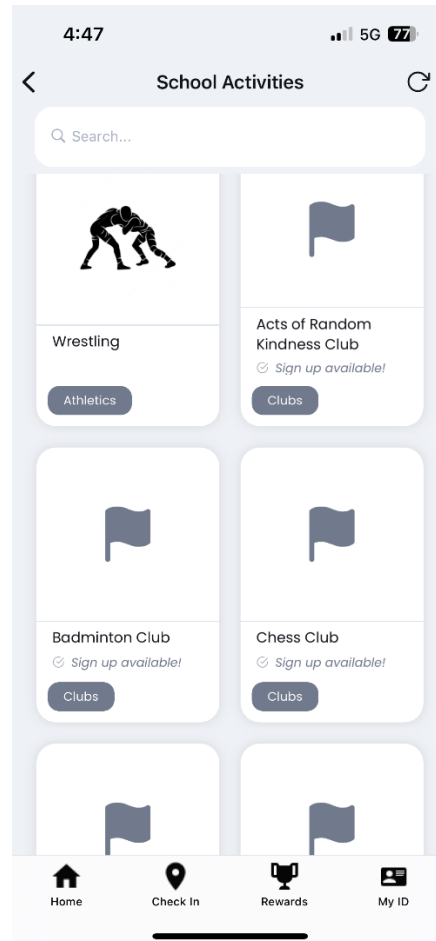 4:47
5G 77
School Activities
Search...
Wrestling
Athletics
Acts of Random
Kindness Club
Sign up available!
Clubs
Badminton Club
Sign up available!
Clubs
Chess Club
Sign up available!
Clubs
Home
Check In
Rewards
My ID